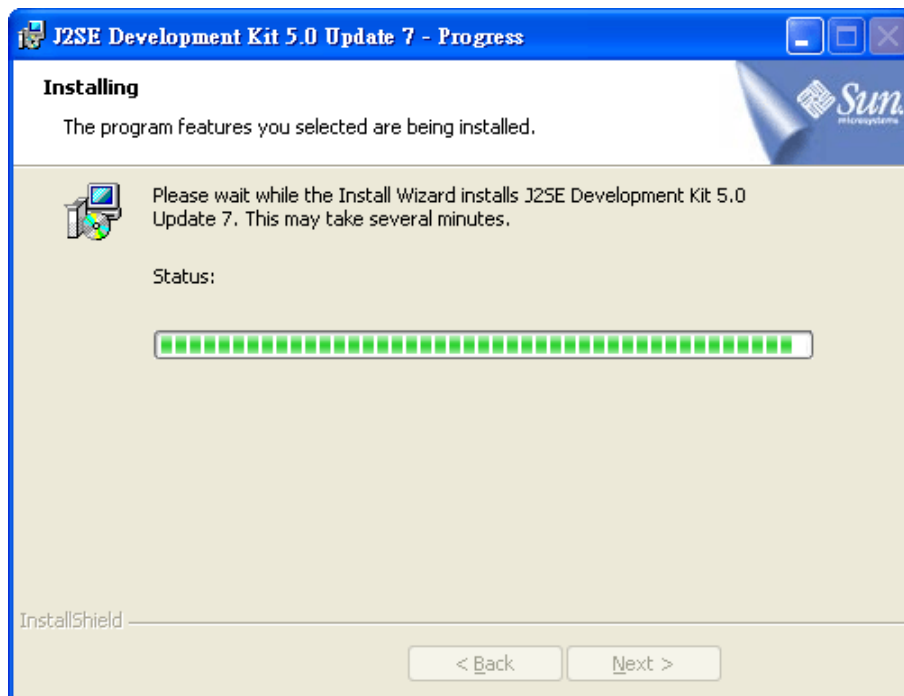 J2SE Development Kit 5.0 Update 7 - Progress
Installing
The program features you selected are being installed.
Sun
microsystems
Please wait while the Install Wizard installs J2SE Development Kit 5.0
Update 7. This may take several minutes.
Status:
InstallShield
< Back
Next >